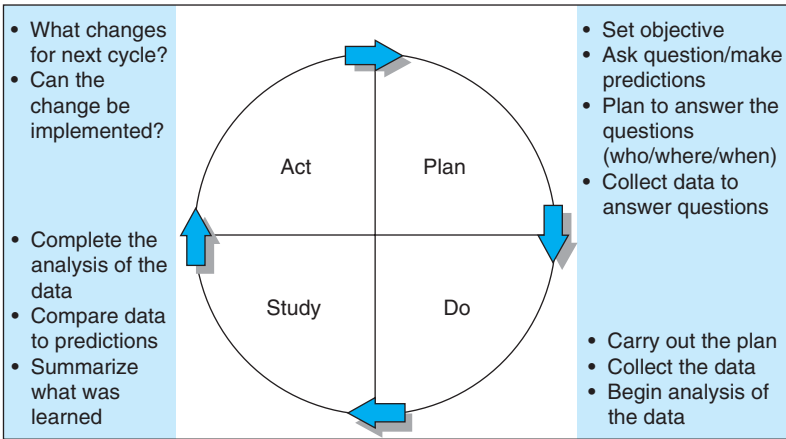 • What changes
for next cycle?
• Can the
change be
implemented?
• Set objective
• Ask question/make
predictions
• Plan to answer the
questions
(who/where/when)
• Collect data to
answer questions
Act
Plan
Study
Do
• Complete the
analysis of the
data
• Compare data
to predictions
• Summarize
what was
learned
• Carry out the plan
• Collect the data
• Begin analysis of
the data